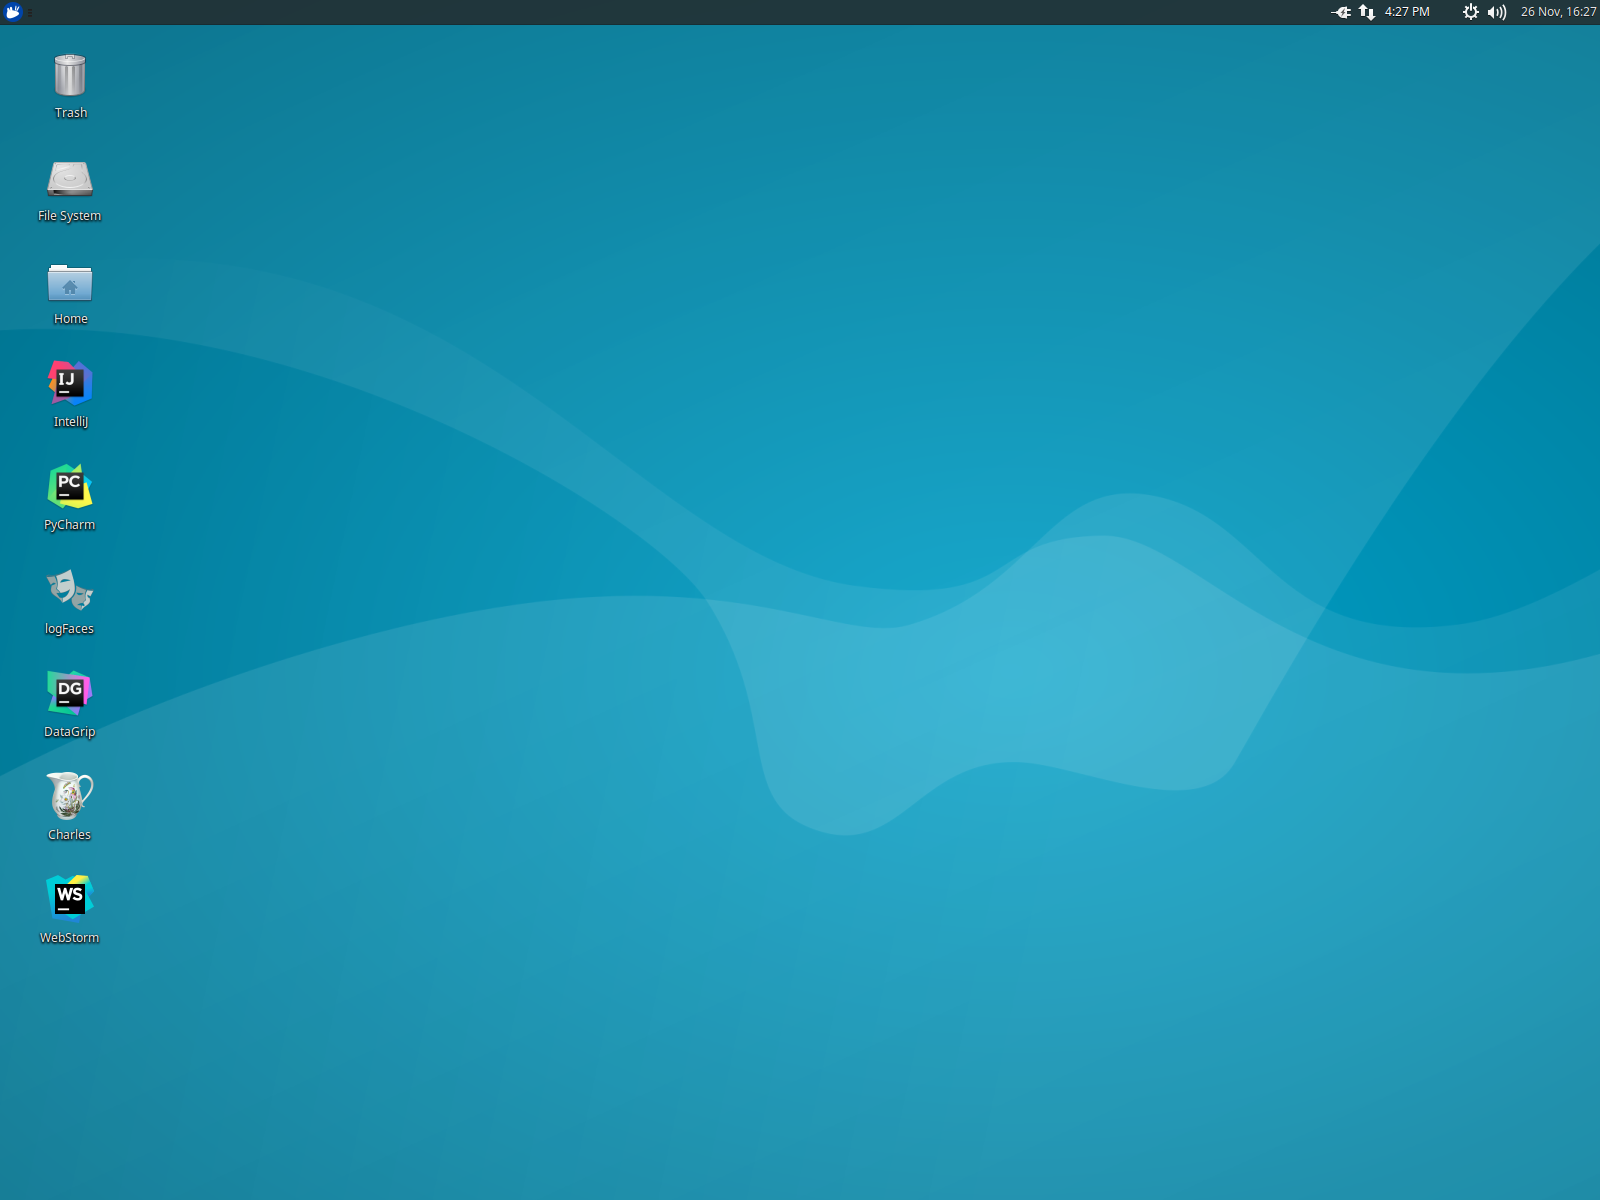 4:27 PM
26 Nov, 16:27
Trash
File System
Home
IJ
IntelliJ
PC
PyCharm
logFaces
DG
DataGrip
Charles
WS
WebStorm